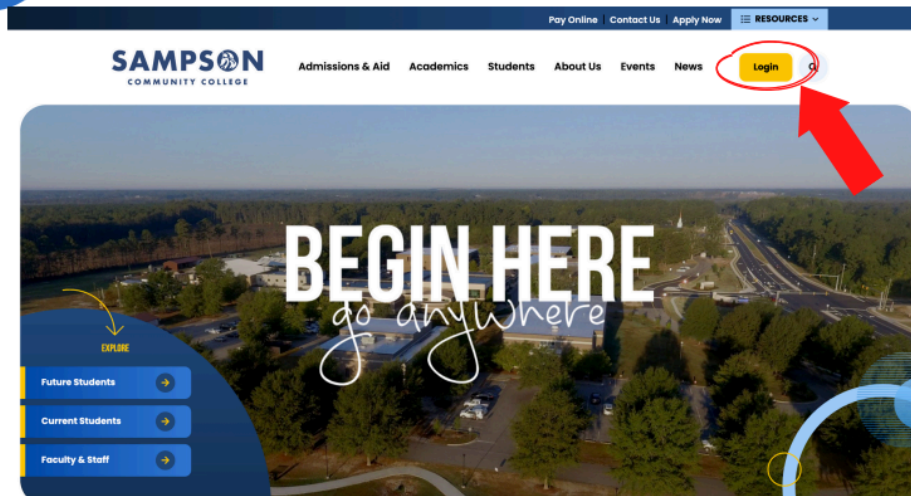 Pay Online Contact Us Apply Now RESOURCES
SAMPSON
COMMUNITY COLLEGE
Admissions & Aid Academics Students About Us Events News Login
BEGIN HERE
go anywhere
EXPLORE
Future Students
Current Students
Faculty & Staff